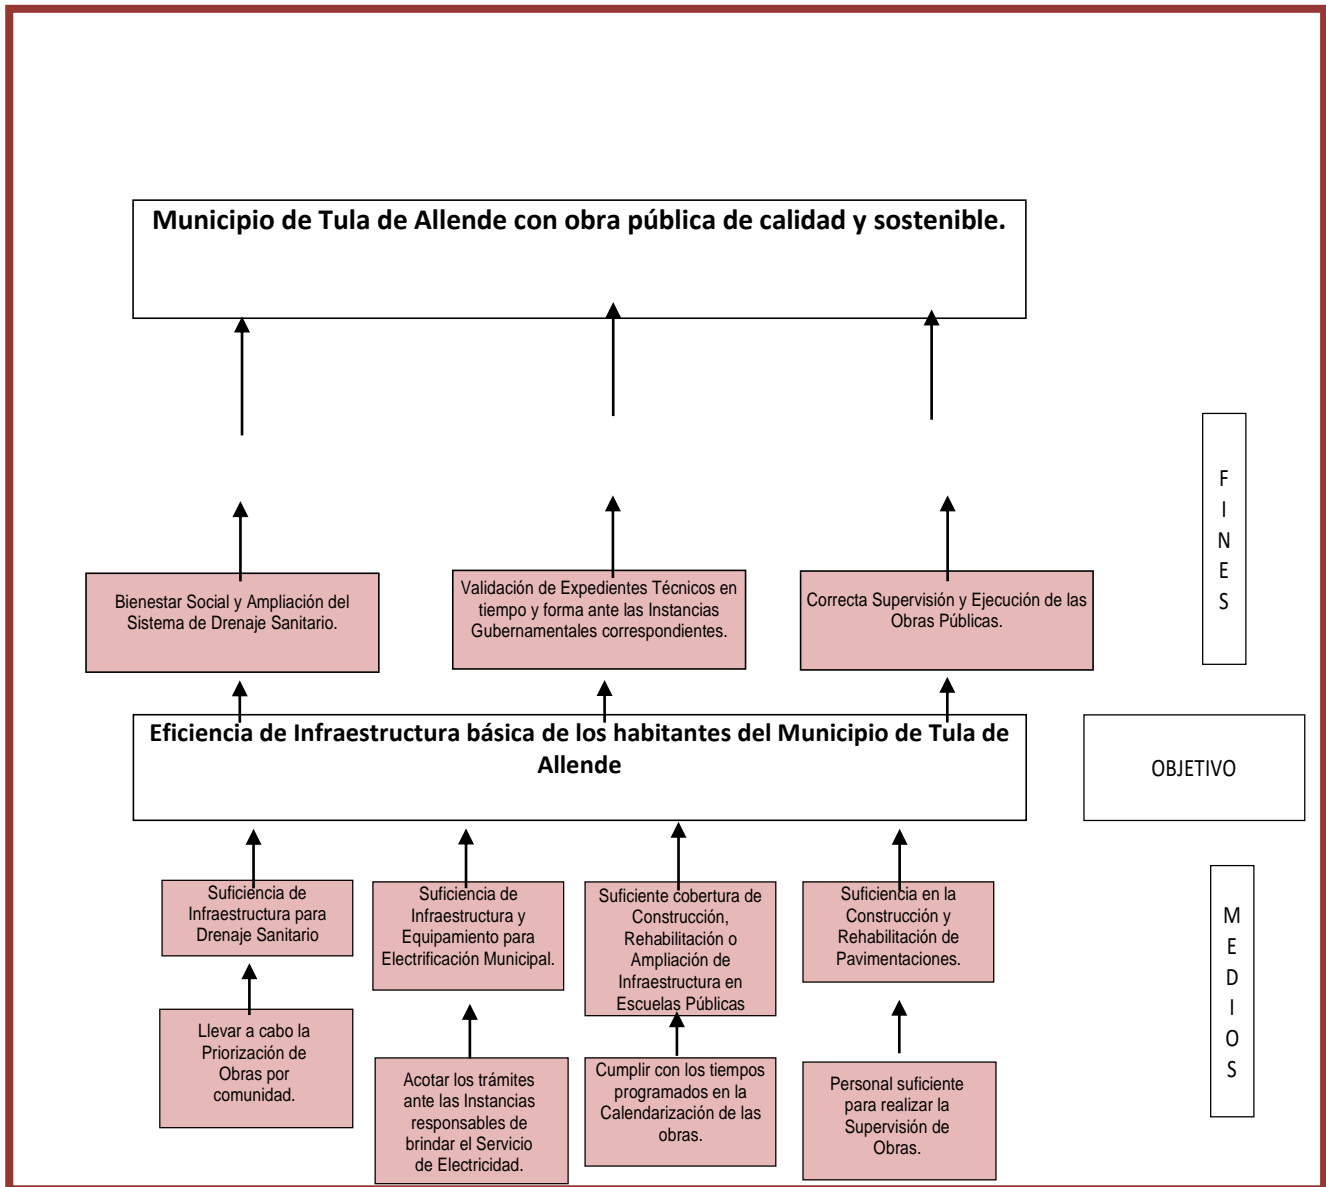 Municipio de Tula de Allende con obra pública de calidad y sostenible.
F
I
N
E
S
Bienestar Social y Ampliación del
Sistema de Drenaje Sanitario.
Validación de Expedientes Técnicos en
tiempo y forma ante las Instancias
Gubernamentales correspondientes.
Correcta Supervisión y Ejecución de las
Obras Públicas.
Eficiencia de Infraestructura básica de los habitantes del Municipio de Tula de
Allende
OBJETIVO
Suficiencia de
Infraestructura para
Drenaje Sanitario
Suficiencia de
Infraestructura y
Equipamiento para
Electrificación Municipal.
Suficiente cobertura de
Construcción,
Rehabilitación o
Ampliación de
Infraestructura en
Escuelas Públicas
Suficiencia en la
Construcción y
Rehabilitación de
Pavimentaciones.
M
E
D
I
O
S
Llevar a cabo la
Priorización de
Obras por
comunidad.
Acotar los trámites
ante las Instancias
responsables de
brindar el Servicio
de Electricidad.
Cumplir con los tiempos
programados en la
Calendarización de las
obras.
Personal suficiente
para realizar la
Supervisión de
Obras.